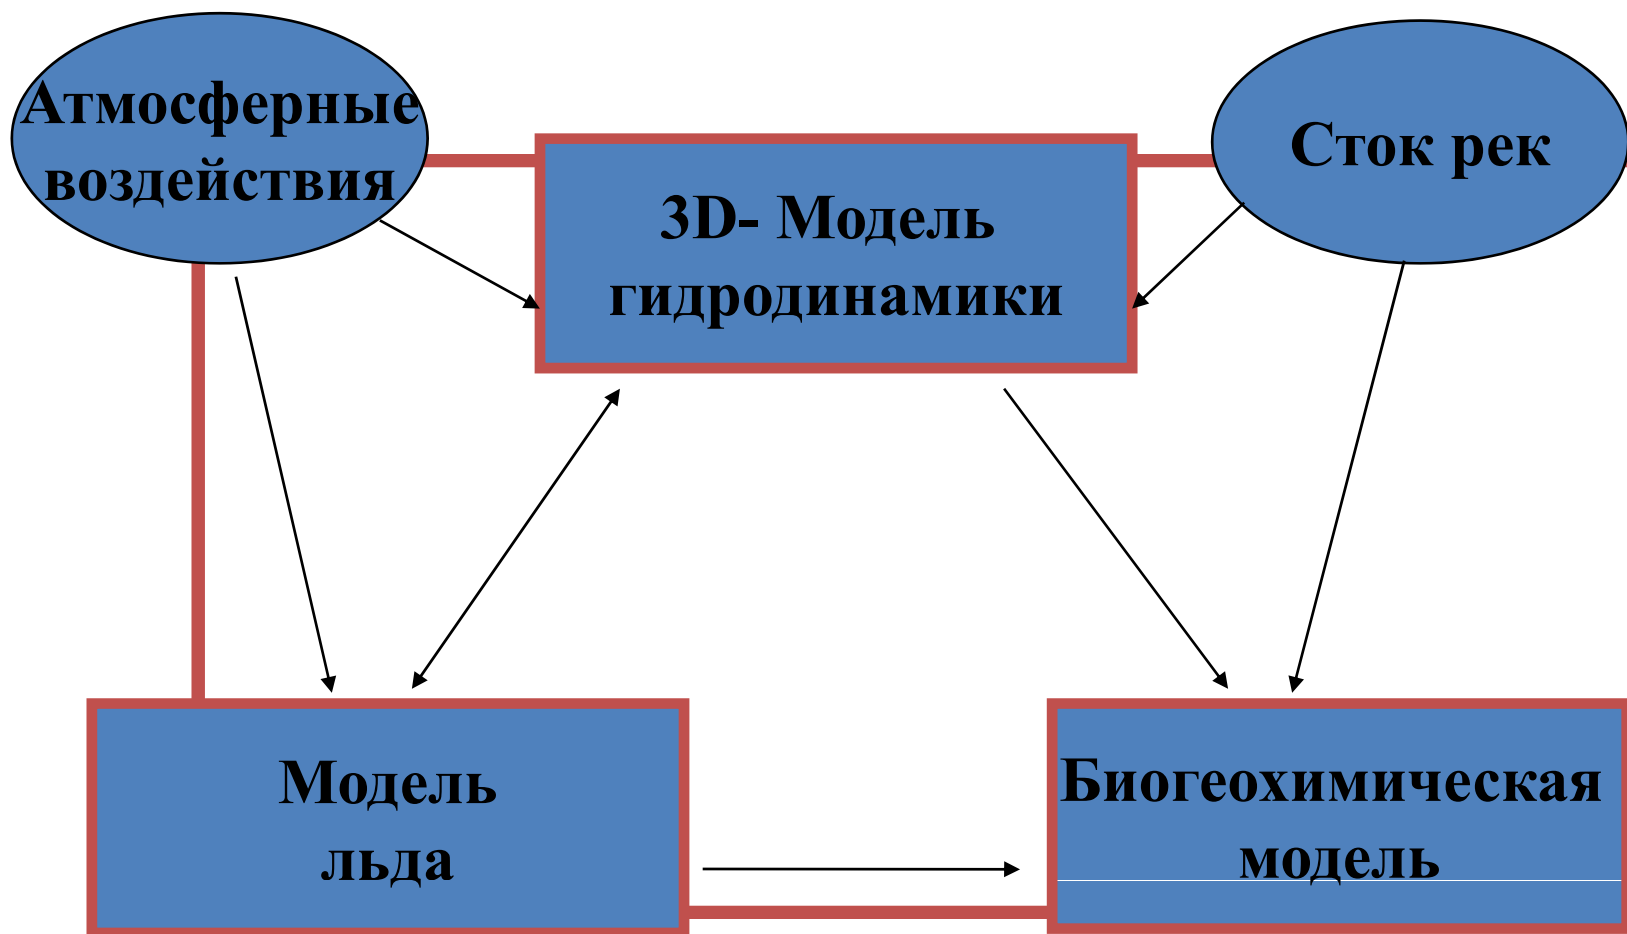 Атмосферные
воздействия
Сток рек
3D- Модель
гидродинамики
Модель
льда
Биогеохимическая
модель